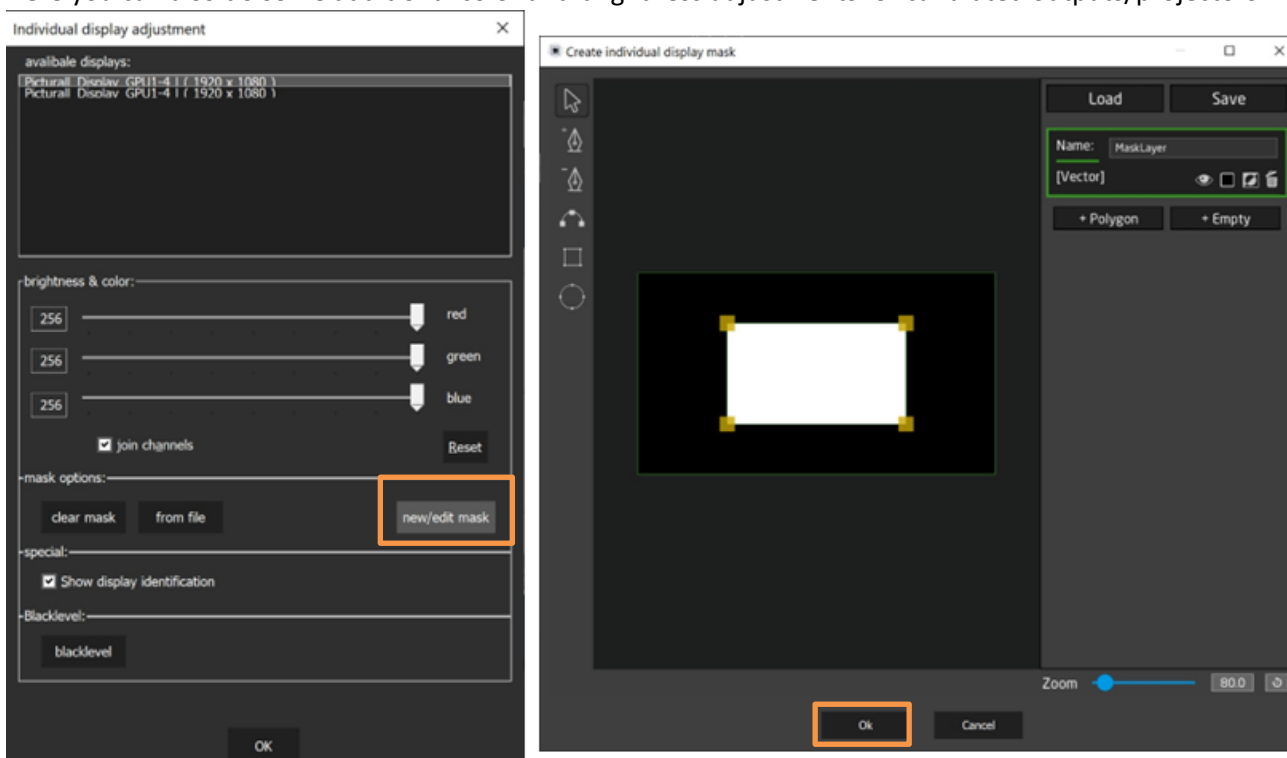 Individual display adjustment
avalibale displays:
Picturall Display GPU1-4 | ( 1920 x 1080 )
Picturall Display GPU1-4 | ( 1920 x 1080 )
brightness & color:
256 red
256 green
256 blue
join channels
Reset
mask options:
clear mask from file new/edit mask
special:
Show display identification
Blacklevel:
blacklevel
OK
Create individual display mask
Load Save
Name: MaskLayer
[Vector]
+ Polygon + Empty
Zoom 80.0
Ok Cancel